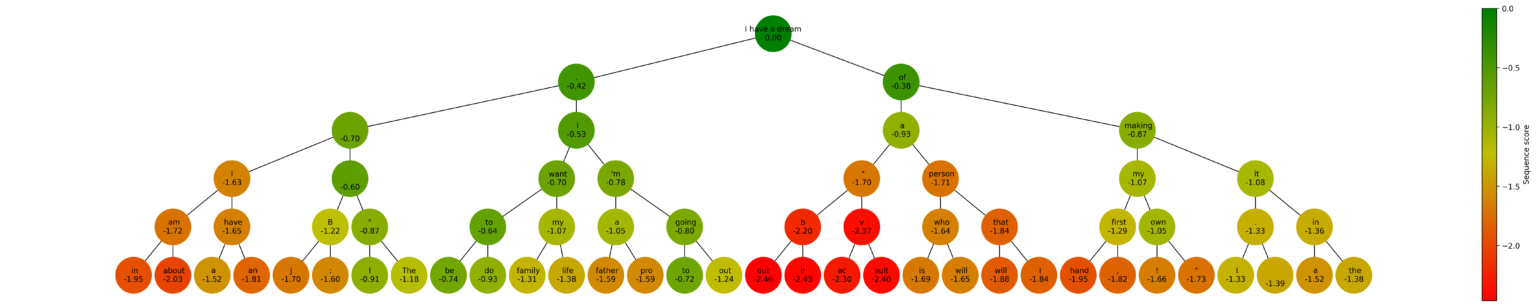 I have a dream
0.00
.
-0.42
of
-0.38
-0.70
I
-0.53
a
-0.93
making
-0.87
I
-1.63
-0.60
want
-0.70
'm
-0.78
"
-1.70
person
-1.71
my
-1.07
it
-1.08
am
-1.72
have
-1.65
B
-1.22
"
-0.87
to
-0.64
my
-1.07
a
-1.05
going
-0.80
b
-2.20
v
-2.37
who
-1.64
that
-1.84
first
-1.29
own
-1.05
-1.33
in
-1.36
in
-1.95
about
-2.03
a
-1.52
an
-1.81
J
-1.70
:
-1.60
I
-0.91
The
-1.18
be
-0.74
do
-0.93
family
-1.31
life
-1.38
father
-1.59
pro
-1.59
to
-0.72
out
-1.24
out
-2.46
ir
-2.43
ac
-2.30
ault
-2.40
is
-1.69
will
-1.65
will
-1.88
I
-1.84
hand
-1.95
,
-1.82
!
-1.66
"
-1.73
I
-1.33
-1.39
a
-1.52
the
-1.38
0.0
−0.5
−1.0
−1.5
−2.0
Sequence score